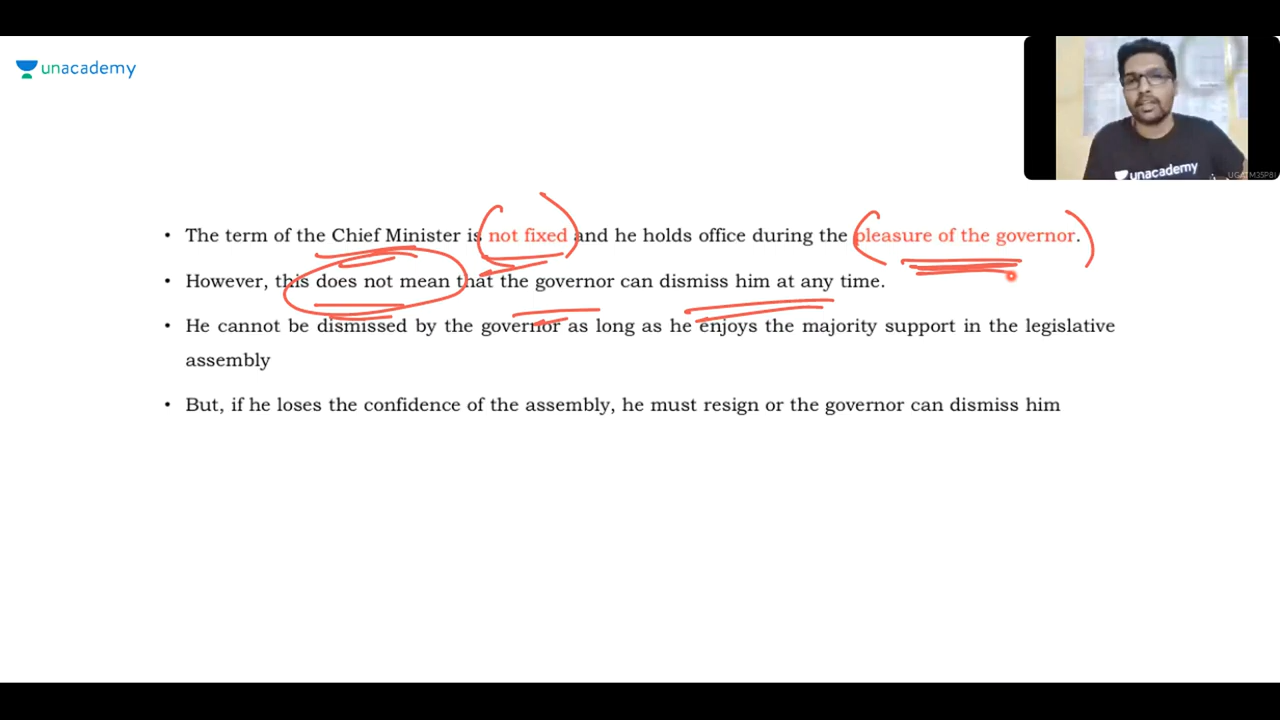 unacademy
unacademy
• The term of the Chief Minister is not fixed and he holds office during the pleasure of the governor.
• However, this does not mean that the governor can dismiss him at any time.
• He cannot be dismissed by the governor as long as he enjoys the majority support in the legislative
assembly
• But, if he loses the confidence of the assembly, he must resign or the governor can dismiss him